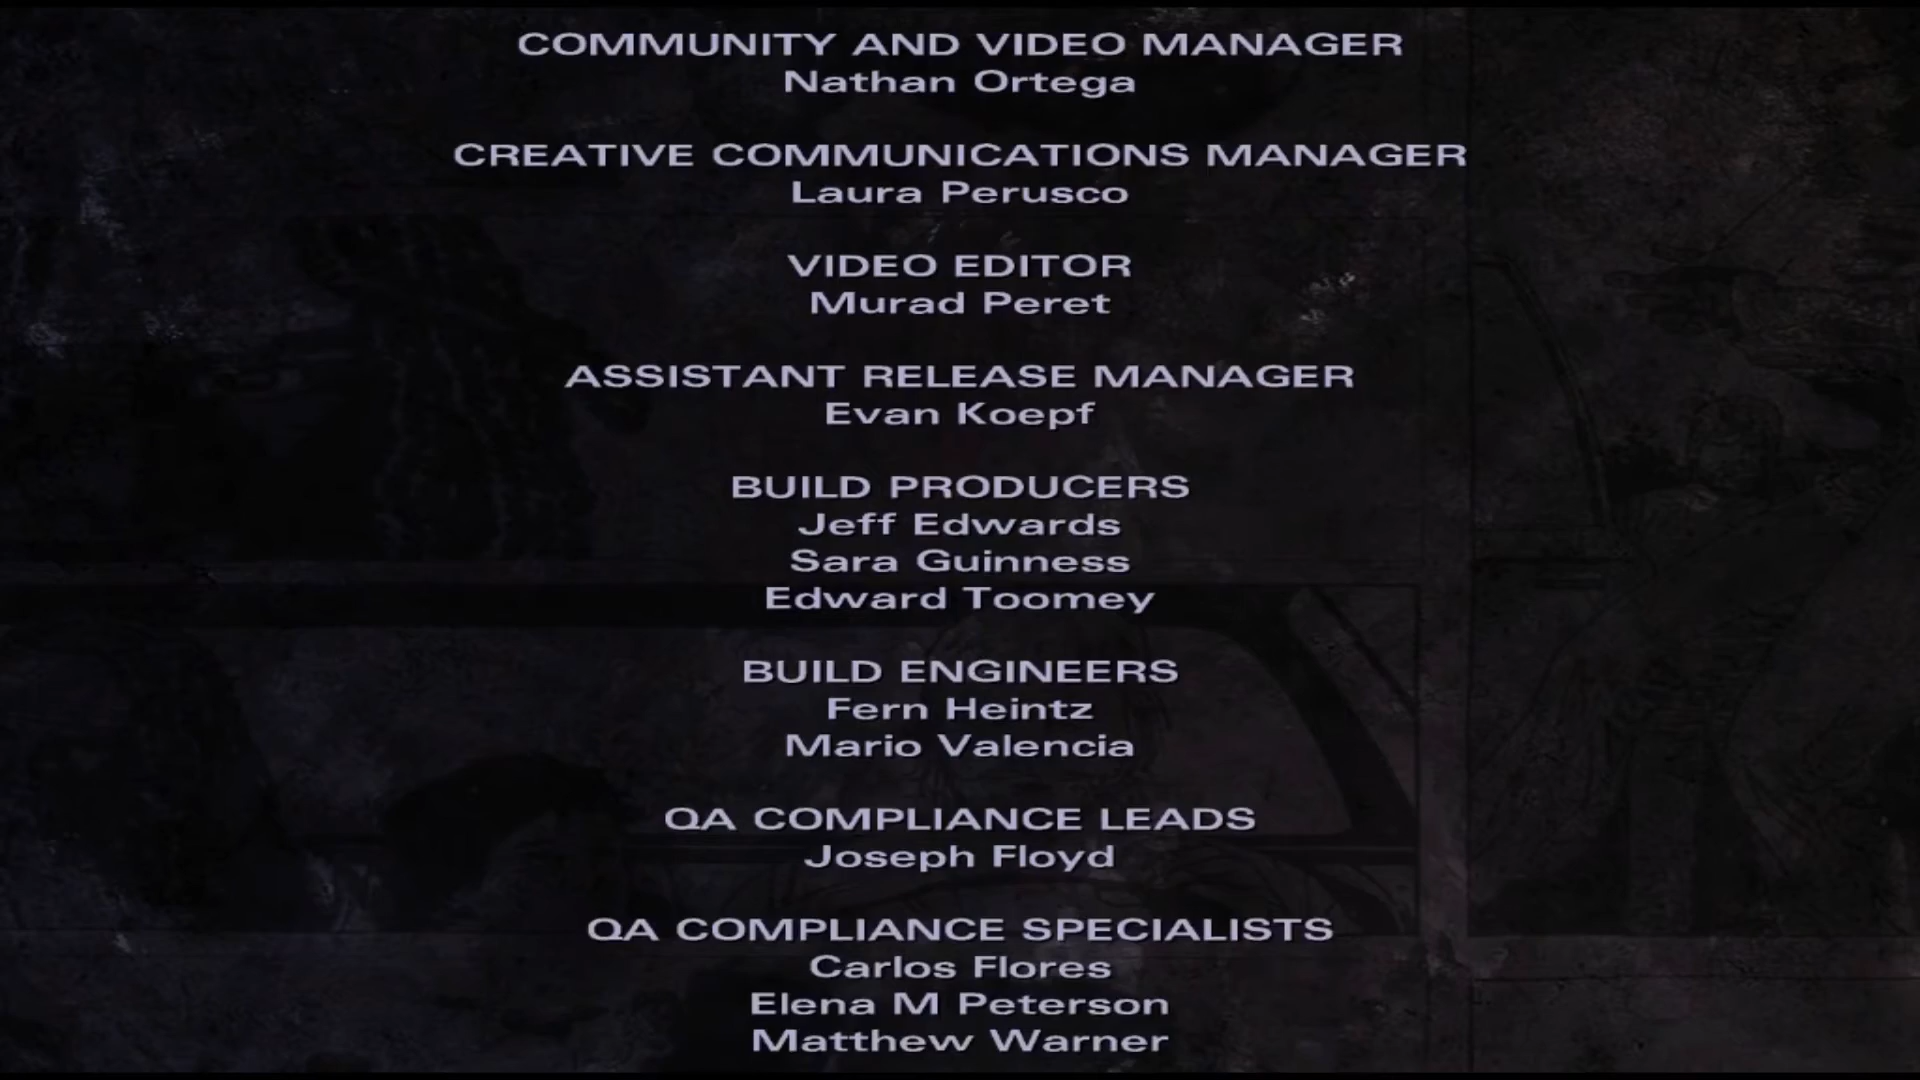 COMMUNITY AND VIDEO MANAGER
Nathan Ortega
CREATIVE COMMUNICATIONS MANAGER
Laura Perusco
VIDEO EDITOR
Murad Peret
ASSISTANT RELEASE MANAGER
Evan Koepf
BUILD PRODUCERS
Jeff Edwards
Sara Guinness
Edward Toomey
BUILD ENGINEERS
Fern Heintz
Mario Valencia
QA COMPLIANCE LEADS
Joseph Floyd
QA COMPLIANCE SPECIALISTS
Carlos Flores
Elena M Peterson
Matthew Warner